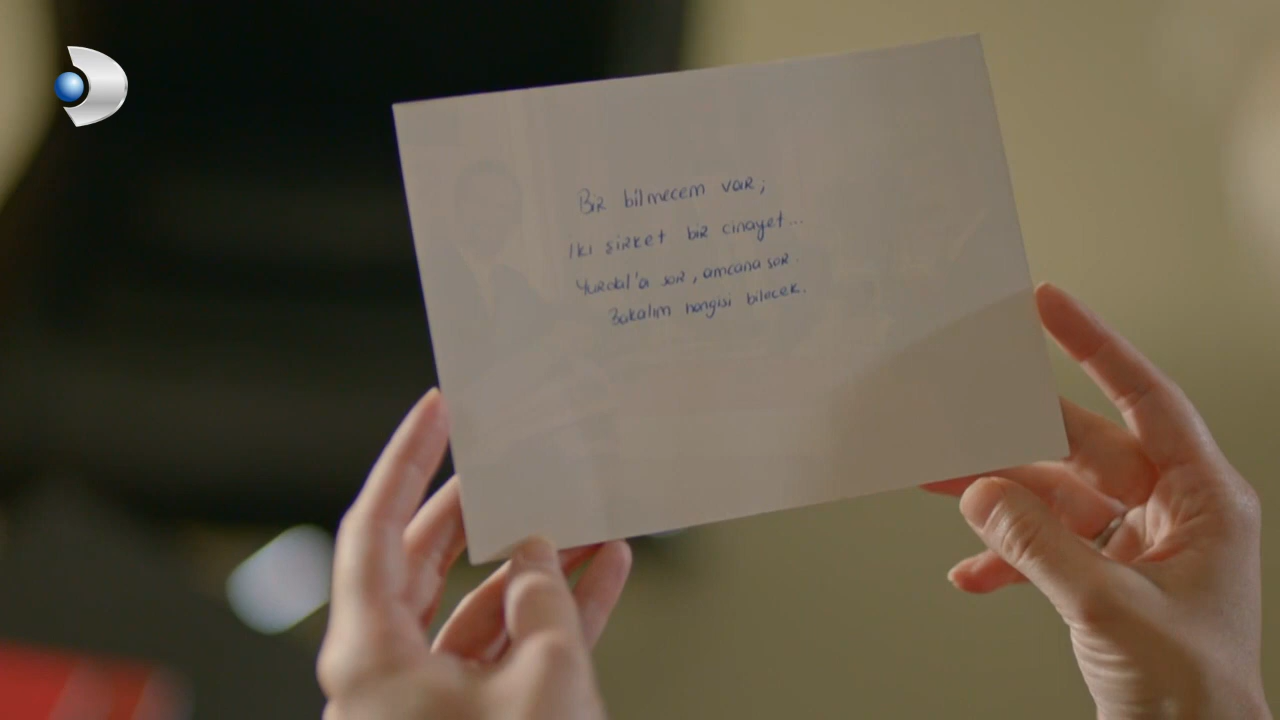 Bir bilmecem var;
İki şirket bir cinayet...
Yurdal'a sor, amcana sor.
Bakalım hangisi bilecek.